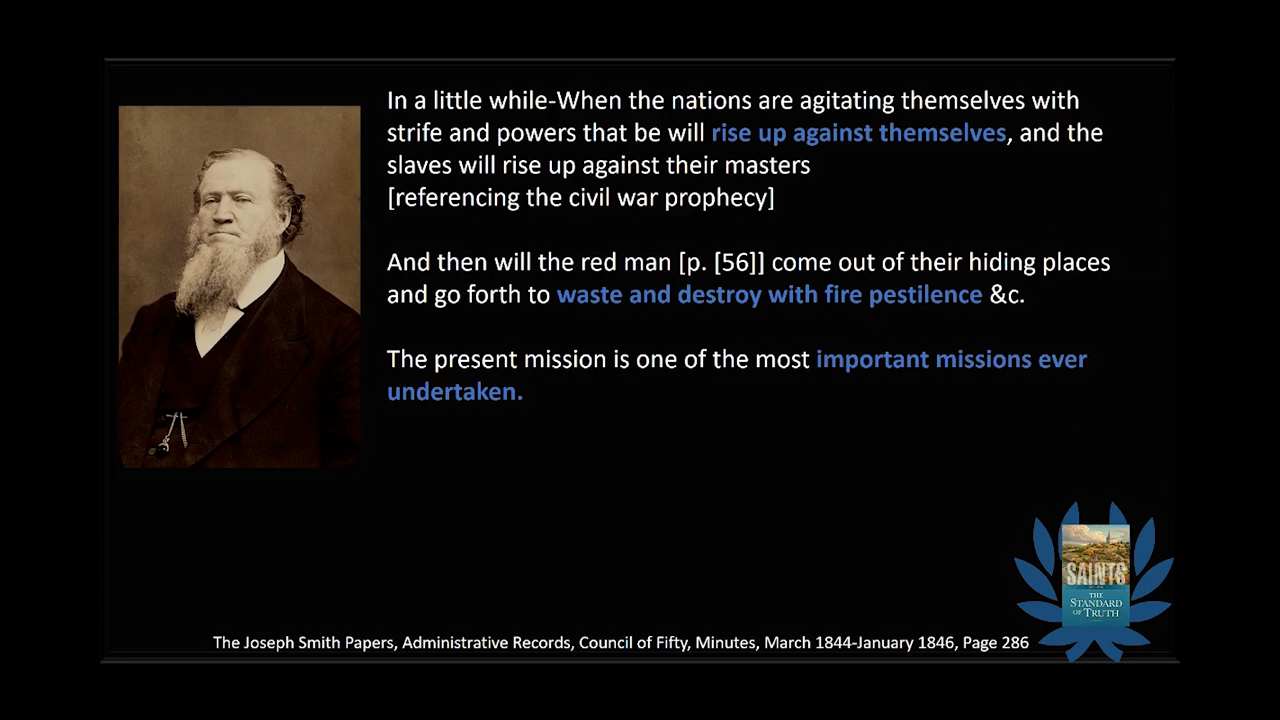 In a little while-When the nations are agitating themselves with
strife and powers that be will rise up against themselves, and the
slaves will rise up against their masters
[referencing the civil war prophecy]
And then will the red man [p. [56]] come out of their hiding places
and go forth to waste and destroy with fire pestilence &c.
The present mission is one of the most important missions ever
undertaken.
SAINTS
THE
STANDARD
OF TRUTH
The Joseph Smith Papers, Administrative Records, Council of Fifty, Minutes, March 1844-January 1846, Page 286